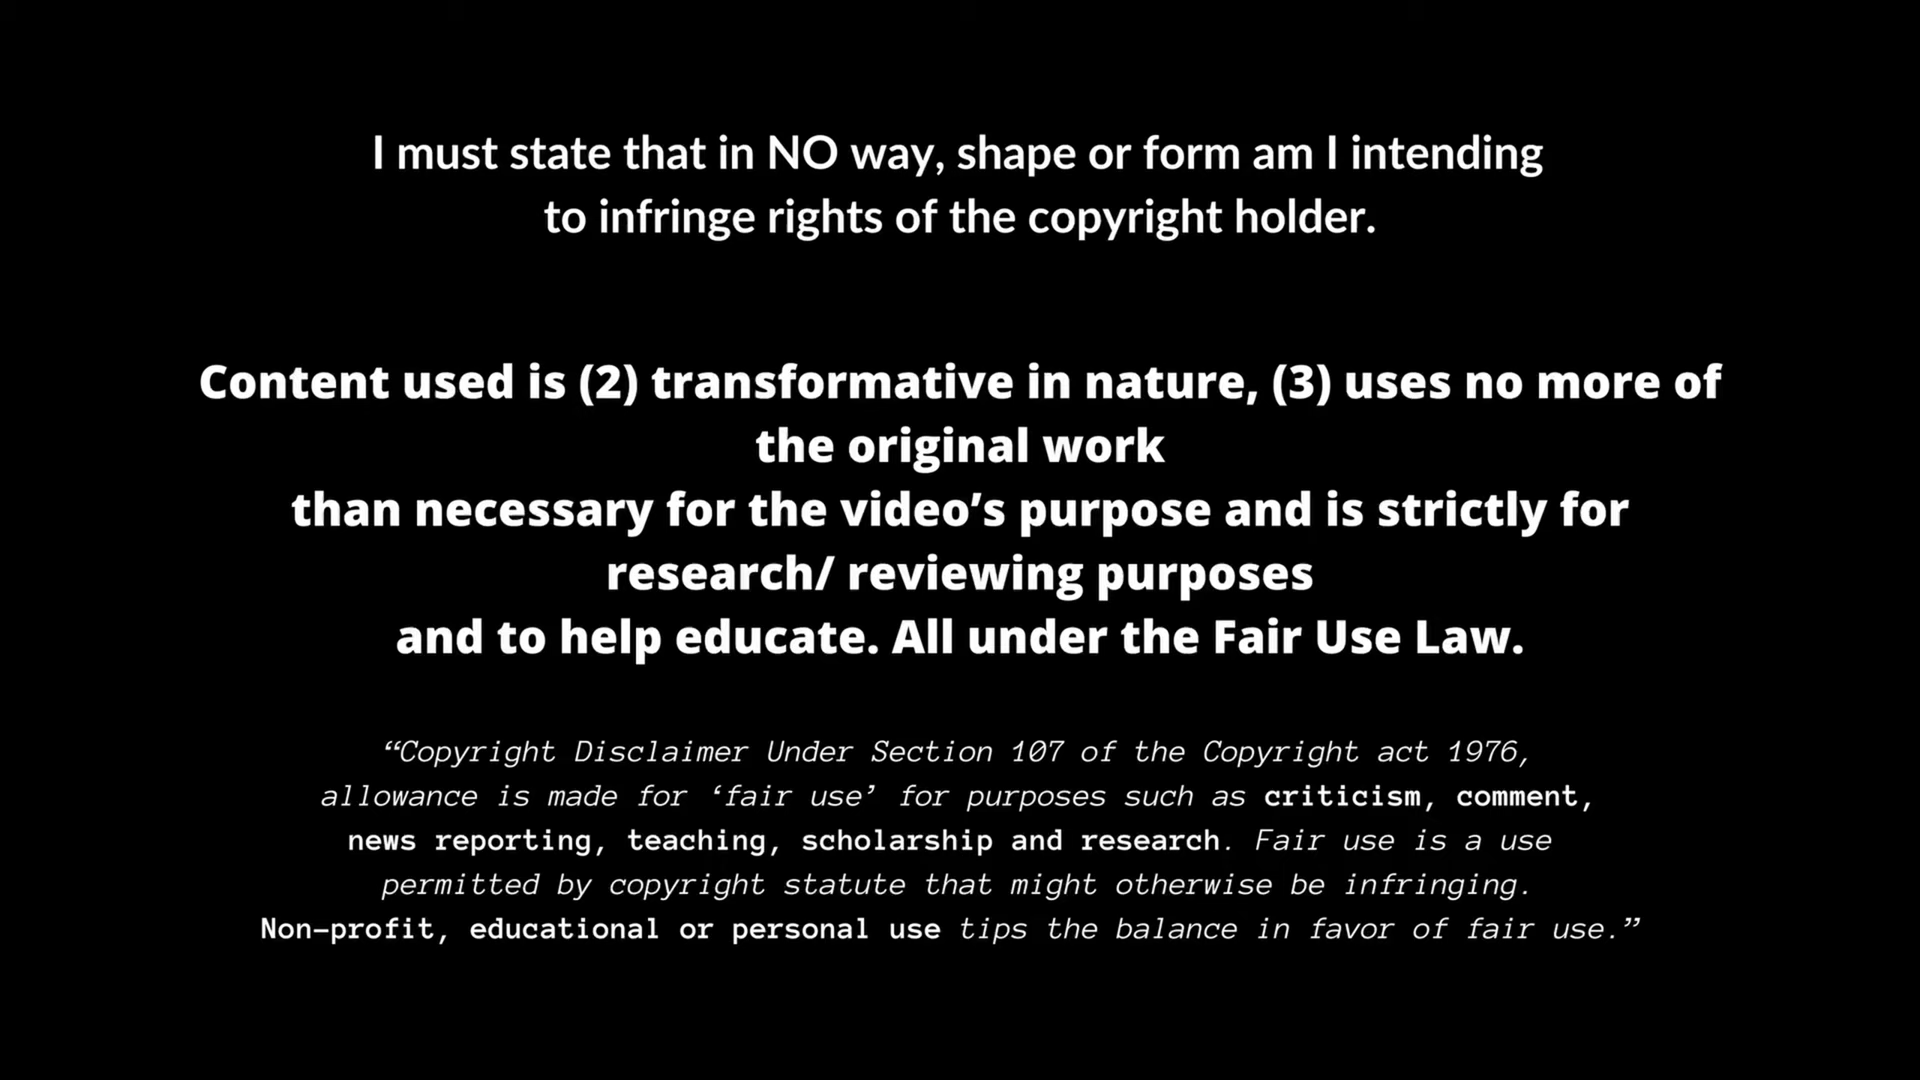 I must state that in NO way, shape or form am I intending
to infringe rights of the copyright holder.
Content used is (2) transformative in nature, (3) uses no more of
the original work
than necessary for the video’s purpose and is strictly for
research/ reviewing purposes
and to help educate. All under the Fair Use Law.
“Copyright Disclaimer Under Section 107 of the Copyright act 1976,
allowance is made for ‘fair use’ for purposes such as criticism, comment,
news reporting, teaching, scholarship and research. Fair use is a use
permitted by copyright statute that might otherwise be infringing.
Non-profit, educational or personal use tips the balance in favor of fair use.”